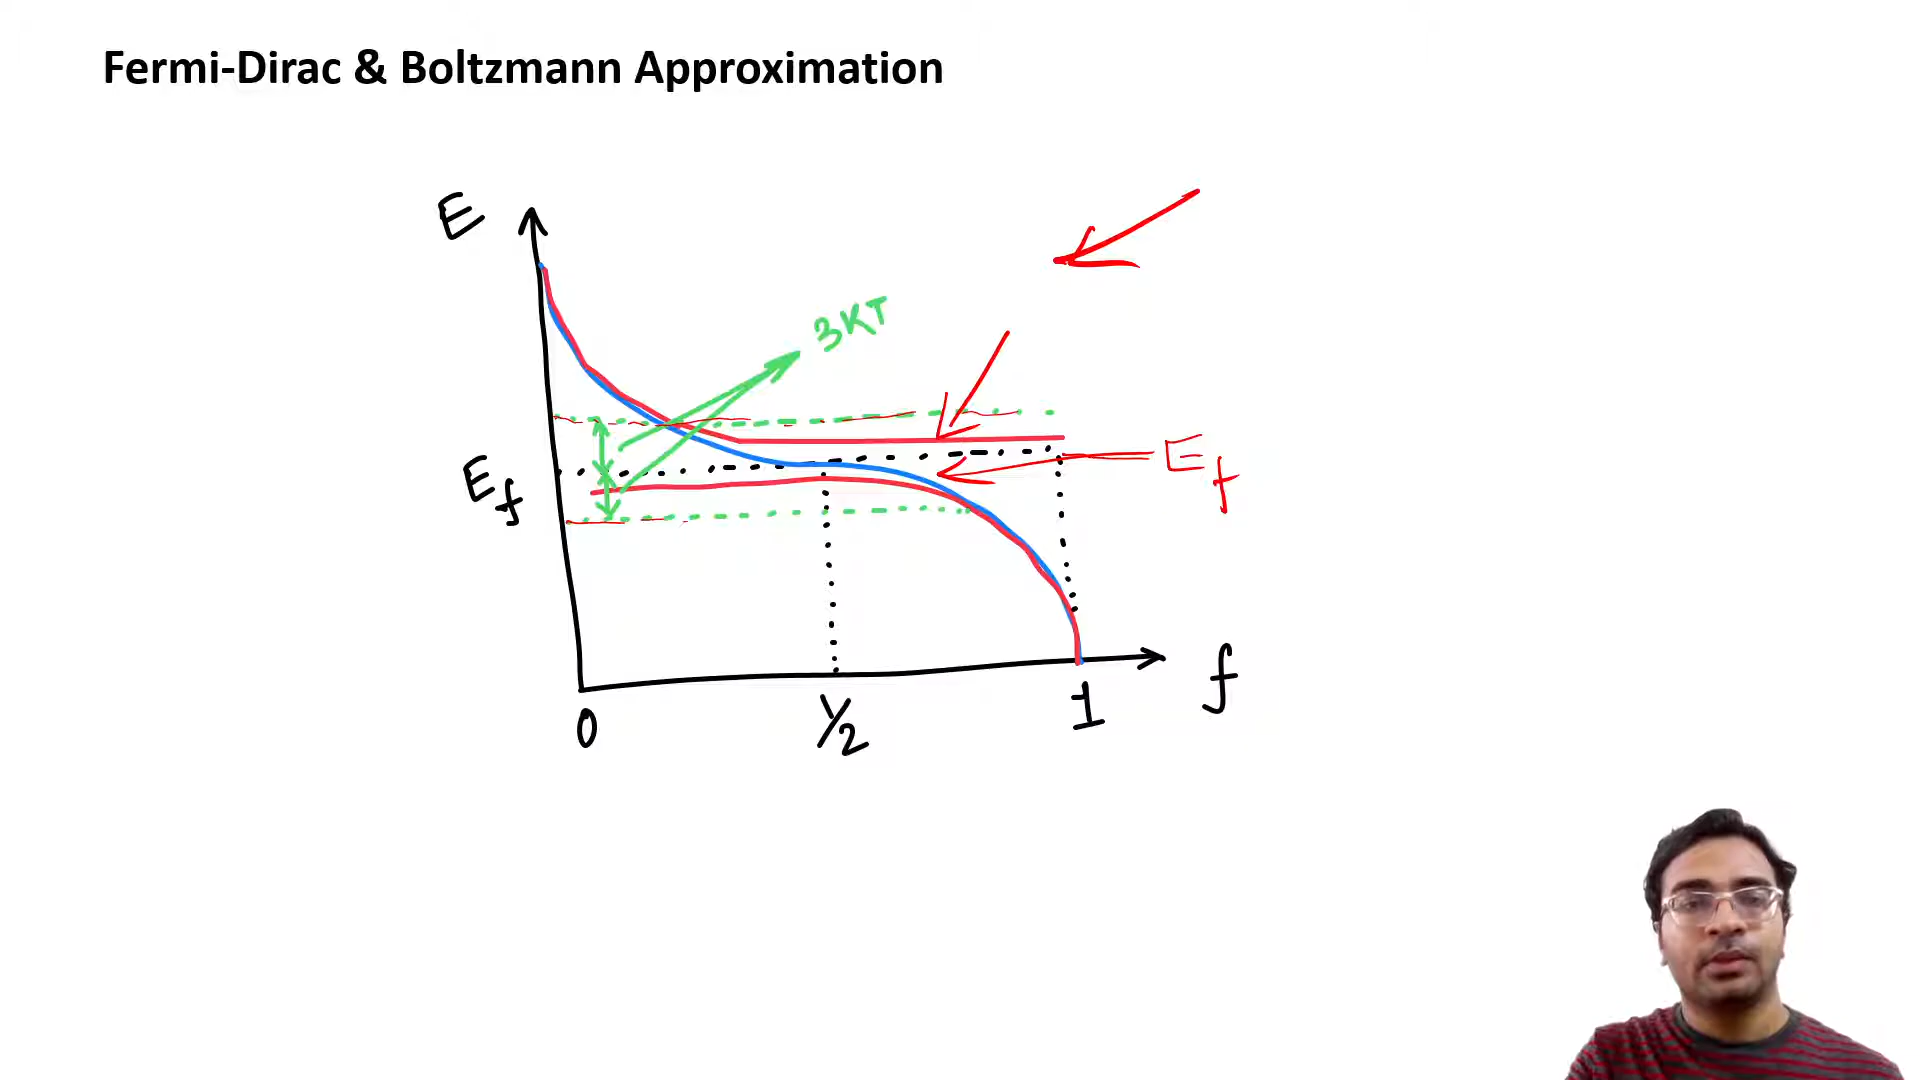 Fermi-Dirac & Boltzmann Approximation
E
3KT
Ef
Ef
0
1/2
1
f